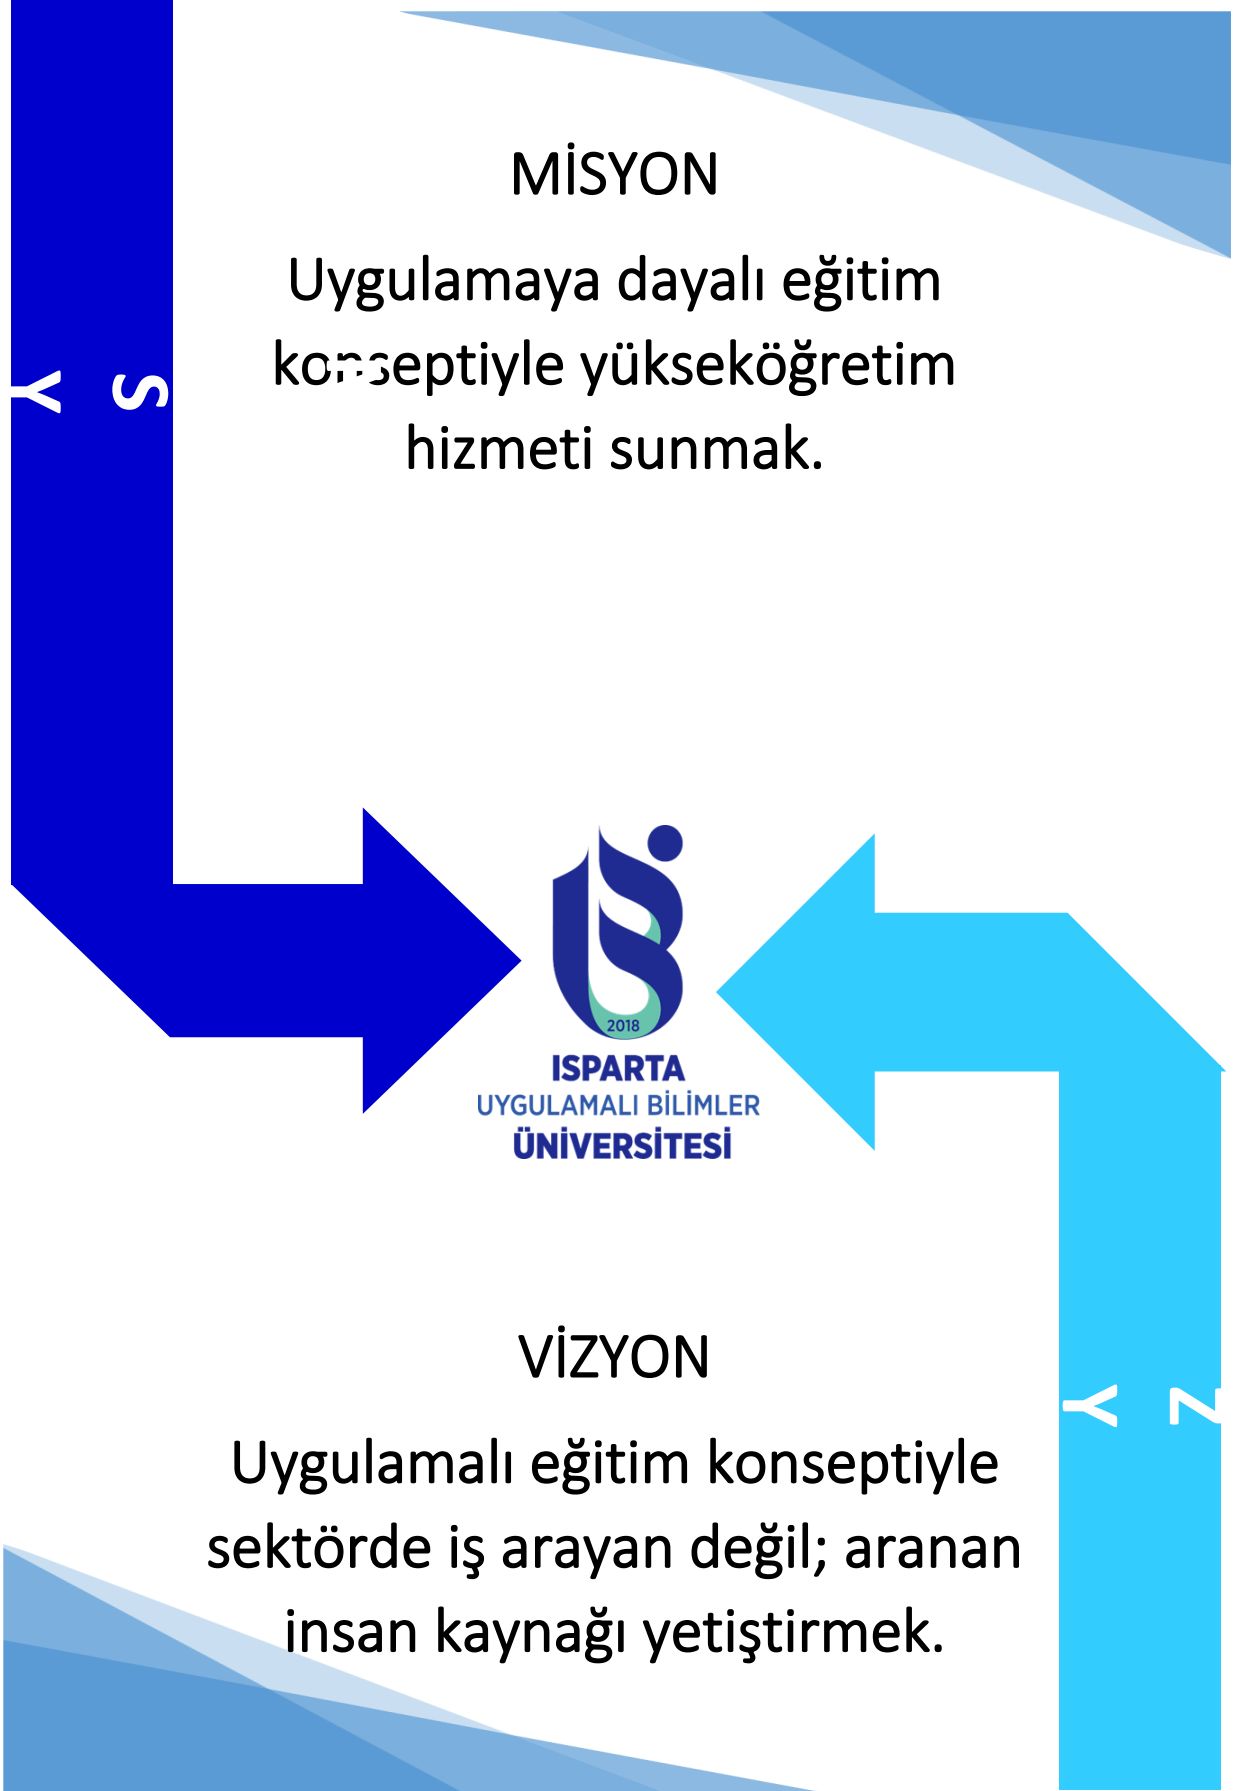 MİSYON
Uygulamaya dayalı eğitim
konseptiyle yükseköğretim
hizmeti sunmak.
Y S
2018
ISPARTA
UYGULAMALI BİLİMLER
ÜNİVERSİTESİ
VİZYON
Y Z
Uygulamalı eğitim konseptiyle
sektörde iş arayan değil; aranan
insan kaynağı yetiştirmek.